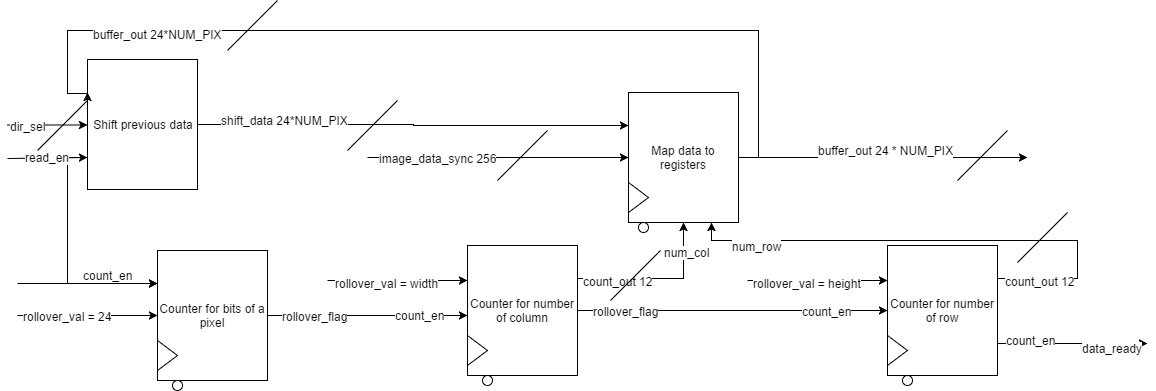 buffer_out 24*NUM_PIX
dir_sel
Shift previous data
shift_data 24*NUM_PIX
read_en
image_data_sync 256
Map data to
registers
buffer_out 24 * NUM_PIX
num_col
num_row
count_en
rollover_val = 24
Counter for bits of a
pixel
rollover_flag
count_en
rollover_val = width
Counter for number
of column
count_out 12
rollover_flag
rollover_val = height
count_en
Counter for number
of row
count_out 12
count_en
data_ready